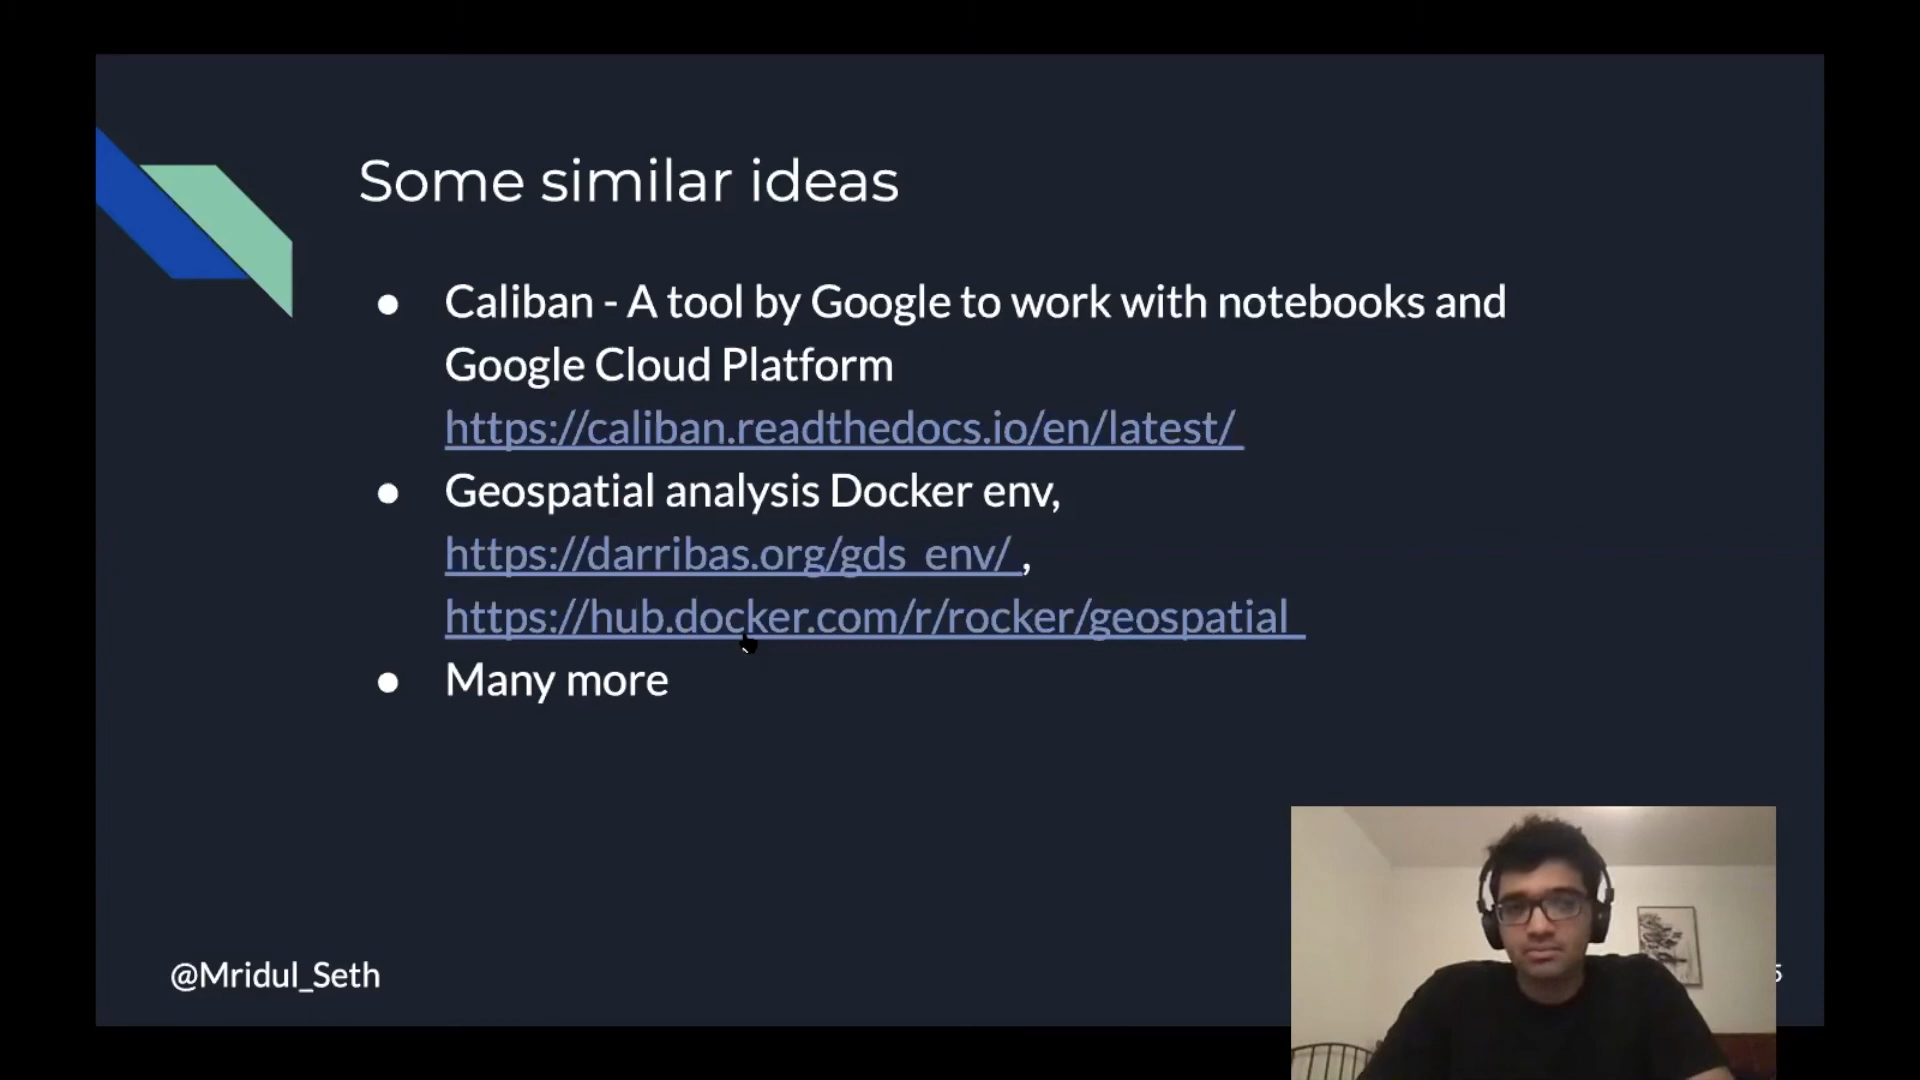 Some similar ideas
● Caliban - A tool by Google to work with notebooks and
Google Cloud Platform
https://caliban.readthedocs.io/en/latest/
● Geospatial analysis Docker env,
https://darribas.org/gds_env/ ,
https://hub.docker.com/r/rocker/geospatial
● Many more
@Mridul_Seth